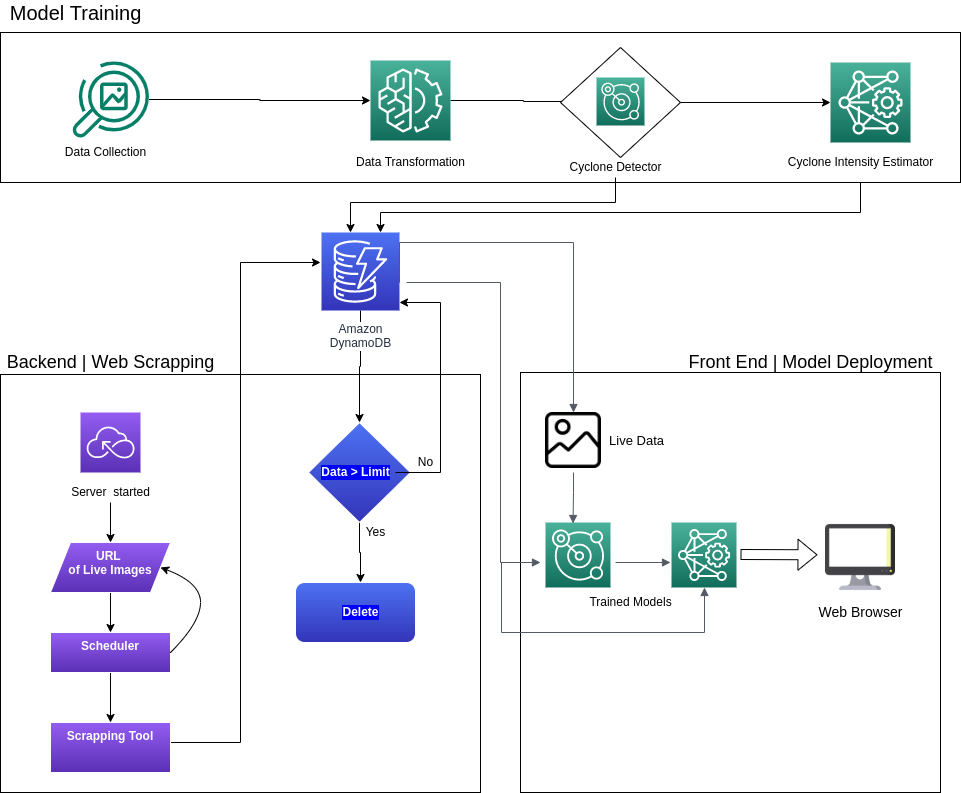 Model Training
Data Collection
Data Transformation
Cyclone Detector
Cyclone Intensity Estimator
Amazon
DynamoDB
Backend | Web Scrapping
Server started
URL
of Live Images
Scheduler
Scrapping Tool
Data > Limit
No
Yes
Delete
Front End | Model Deployment
Live Data
Trained Models
Web Browser